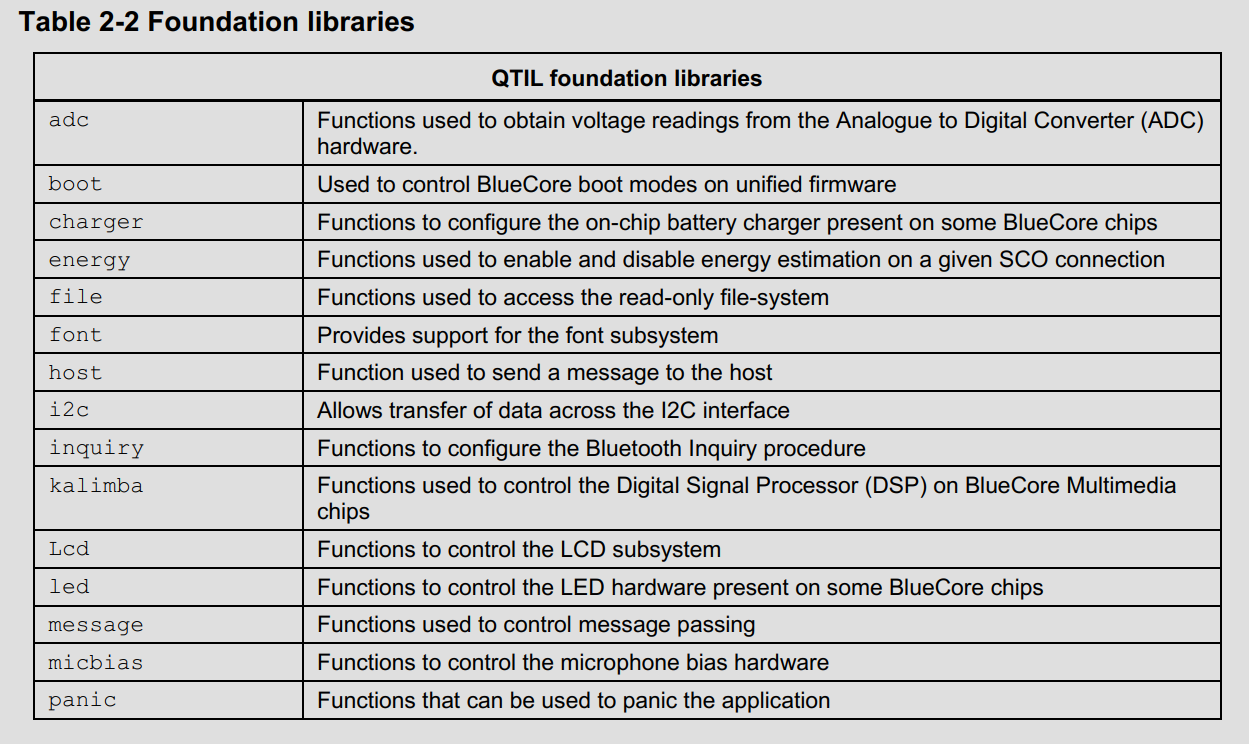 Table 2-2 Foundation libraries
QTIL foundation libraries
adc
Functions used to obtain voltage readings from the Analogue to Digital Converter (ADC)
hardware.
boot
Used to control BlueCore boot modes on unified firmware
charger
Functions to configure the on-chip battery charger present on some BlueCore chips
energy
Functions used to enable and disable energy estimation on a given SCO connection
file
Functions used to access the read-only file-system
font
Provides support for the font subsystem
host
Function used to send a message to the host
i2c
Allows transfer of data across the I2C interface
inquiry
Functions to configure the Bluetooth Inquiry procedure
kalimba
Functions used to control the Digital Signal Processor (DSP) on BlueCore Multimedia
chips
Lcd
Functions to control the LCD subsystem
led
Functions to control the LED hardware present on some BlueCore chips
message
Functions used to control message passing
micbias
Functions to control the microphone bias hardware
panic
Functions that can be used to panic the application